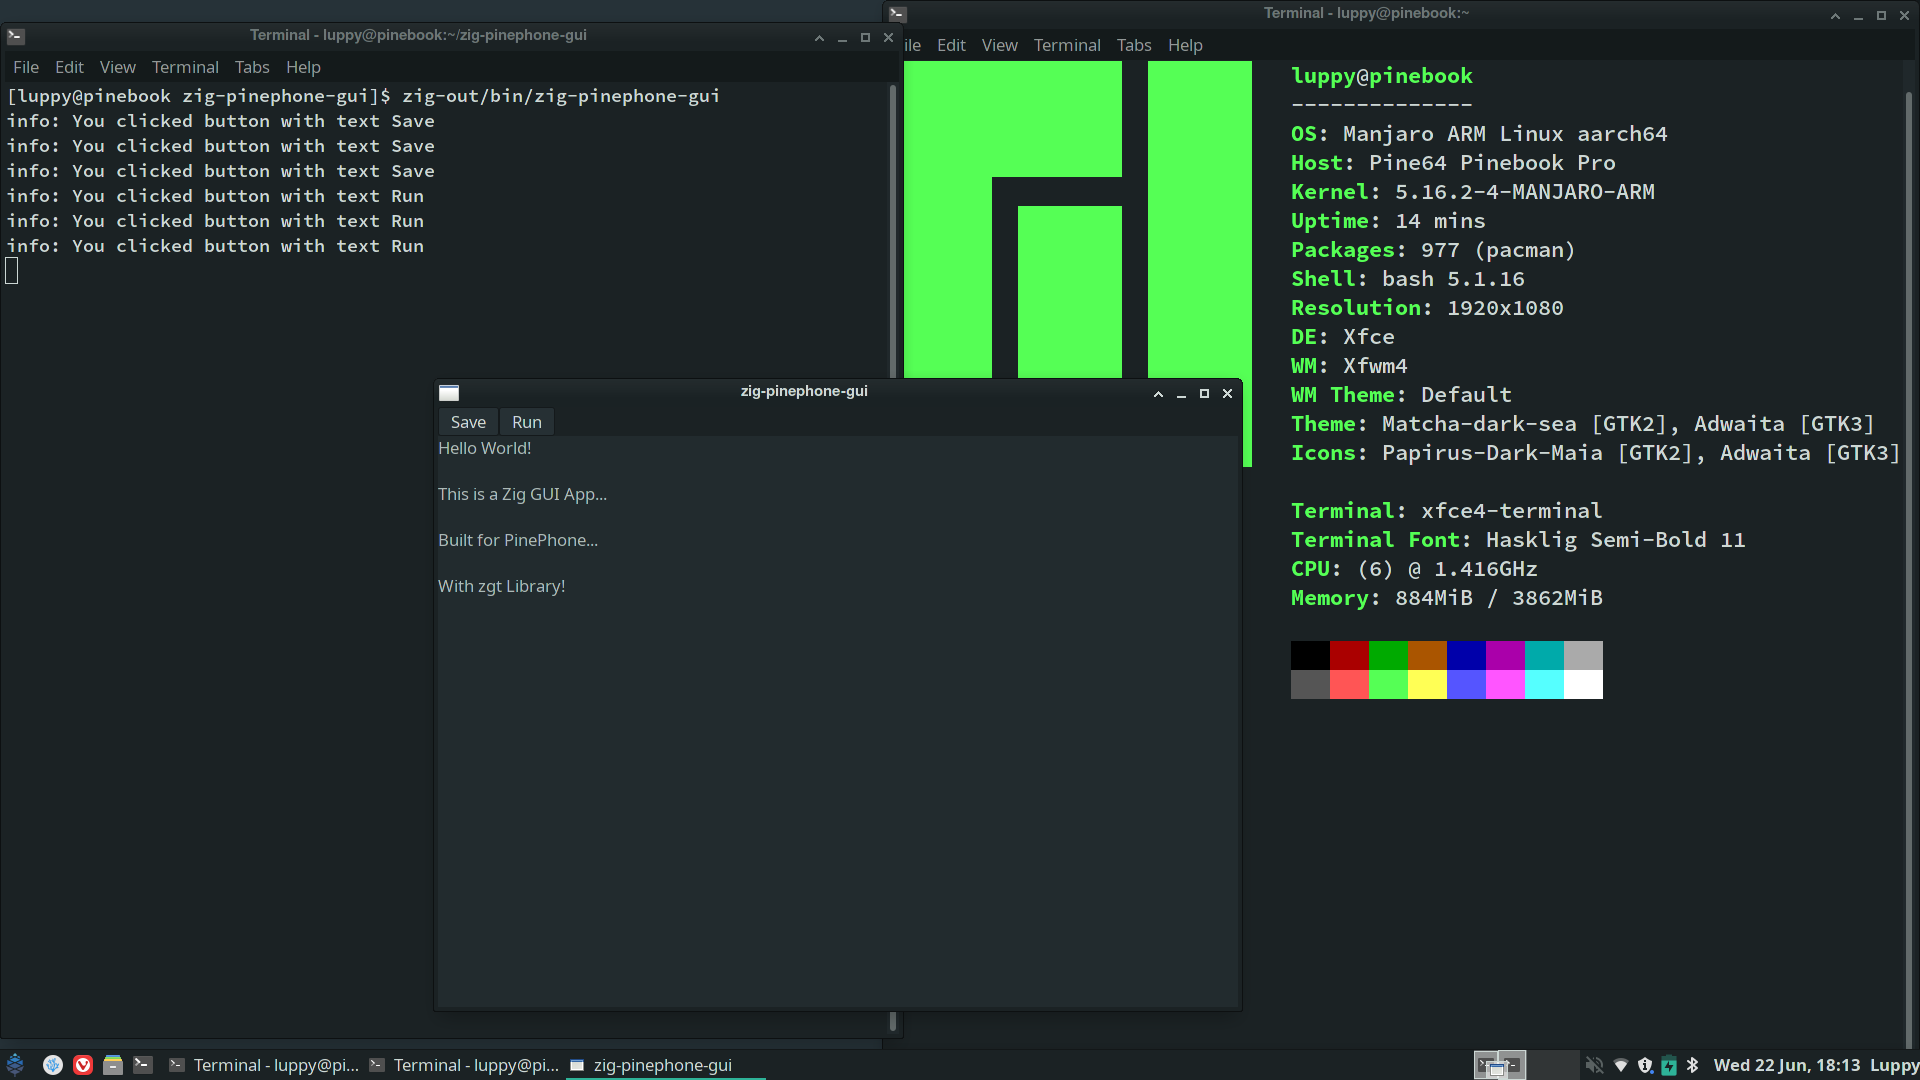 Terminal - luppy@pinebook:~/zig-pinephone-gui
File Edit View Terminal Tabs Help
[luppy@pinebook zig-pinephone-gui]$ zig-out/bin/zig-pinephone-gui
info: You clicked button with text Save
info: You clicked button with text Save
info: You clicked button with text Save
info: You clicked button with text Run
info: You clicked button with text Run
info: You clicked button with text Run
Terminal - luppy@pinebook:~
ile Edit View Terminal Tabs Help
luppy@pinebook
--------------
OS: Manjaro ARM Linux aarch64
Host: Pine64 Pinebook Pro
Kernel: 5.16.2-4-MANJARO-ARM
Uptime: 14 mins
Packages: 977 (pacman)
Shell: bash 5.1.16
Resolution: 1920x1080
DE: Xfce
WM: Xfwm4
WM Theme: Default
Theme: Matcha-dark-sea [GTK2], Adwaita [GTK3]
Icons: Papirus-Dark-Maia [GTK2], Adwaita [GTK3]
Terminal: xfce4-terminal
Terminal Font: Hasklig Semi-Bold 11
CPU: (6) @ 1.416GHz
Memory: 884MiB / 3862MiB
zig-pinephone-gui
Save Run
Hello World!
This is a Zig GUI App...
Built for PinePhone...
With zgt Library!
Terminal - luppy@pi... Terminal - luppy@pi... zig-pinephone-gui Wed 22 Jun, 18:13 Luppy